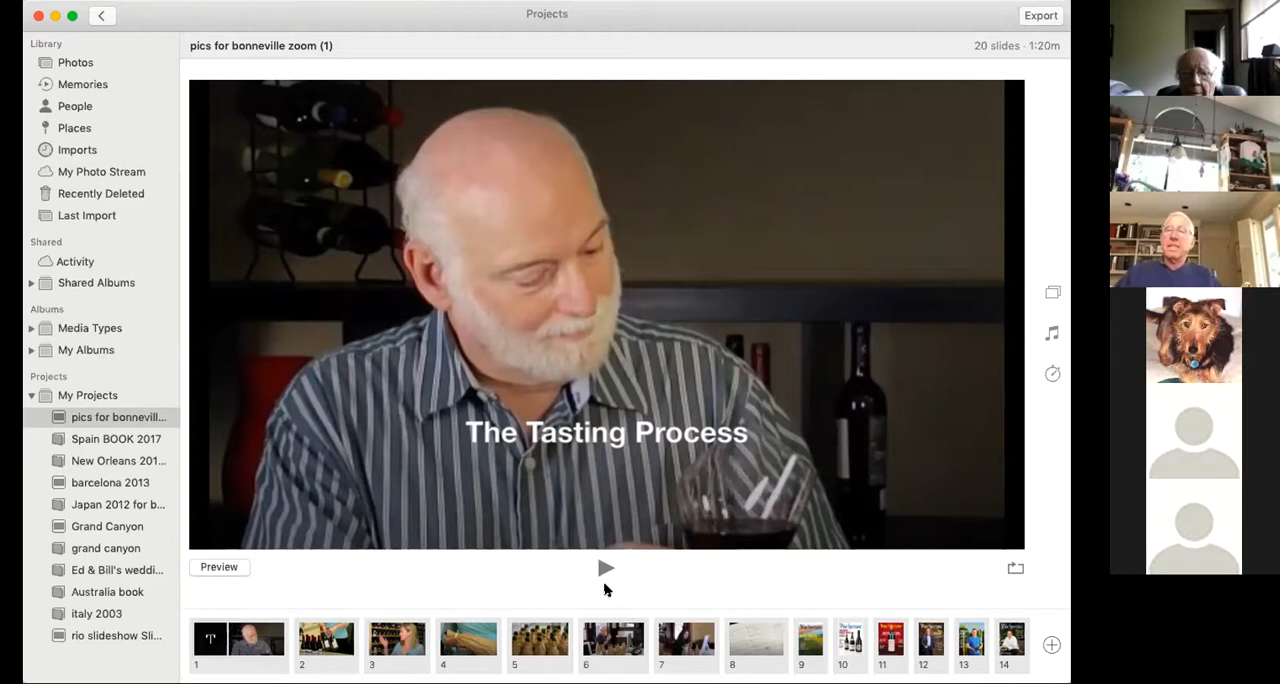 Projects
Export
pics for bonneville zoom (1)
20 slides · 1:20m
Library
Photos
Memories
People
Places
Imports
My Photo Stream
Recently Deleted
Last Import
Shared
Activity
Shared Albums
Albums
Media Types
My Albums
Projects
My Projects
pics for bonnevill...
Spain BOOK 2017
New Orleans 201...
barcelona 2013
Japan 2012 for b...
Grand Canyon
grand canyon
Ed & Bill's weddi...
Australia book
italy 2003
rio slideshow Sli...
The Tasting Process
Preview
T
1
2
3
4
5
6
7
8
9
10
11
12
13
14